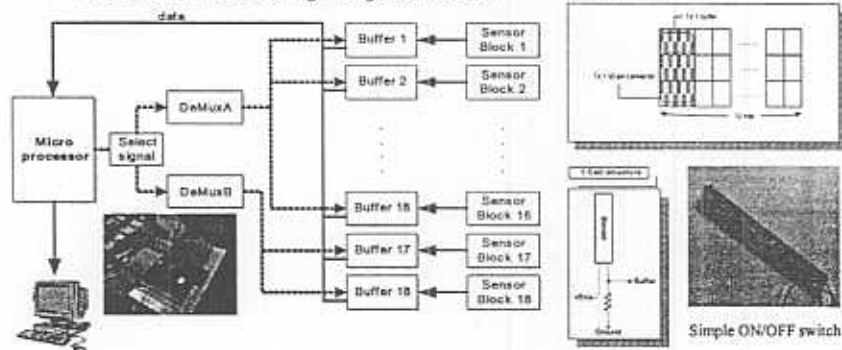 data
Buffer 1
Sensor
Block 1
Buffer 2
Sensor
Block 2
DeMuxA
Micro
processor
Select
signal
DeMuxB
Buffer 16
Sensor
Block 16
Buffer 17
Sensor
Block 17
Buffer 18
Sensor
Block 18
Sensor
Buffer
Ground
Simple ON/OFF switch